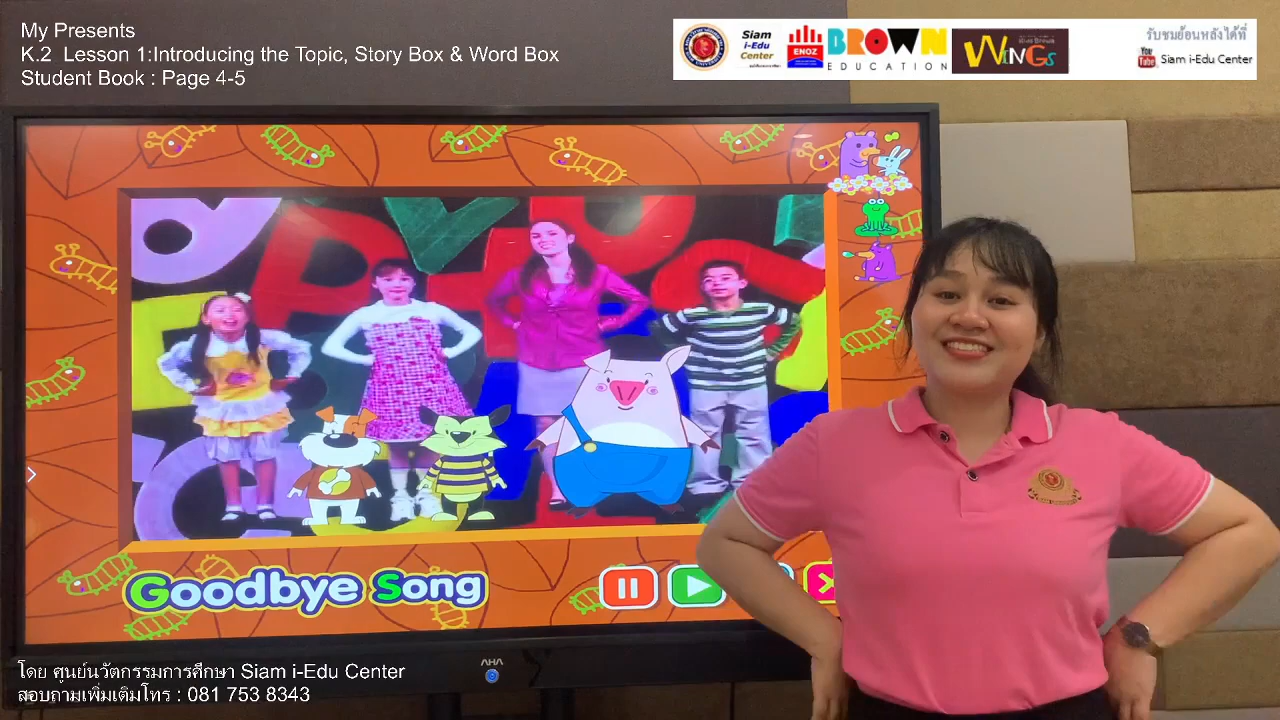 My Presents
K.2 Lesson 1:Introducing the Topic, Story Box & Word Box
Student Book : Page 4-5
Siam
i-Edu
Center
ENOZ
BROWN
EDUCATION
WiNGs
รับชมย้อนหลังได้ที่
You
Tube
Siam i-Edu Center
Goodbye Song
AHA
โดย ศูนย์นวัตกรรมการศึกษา Siam i-Edu Center
สอบถามเพิ่มเติมโทร : 081 753 8343